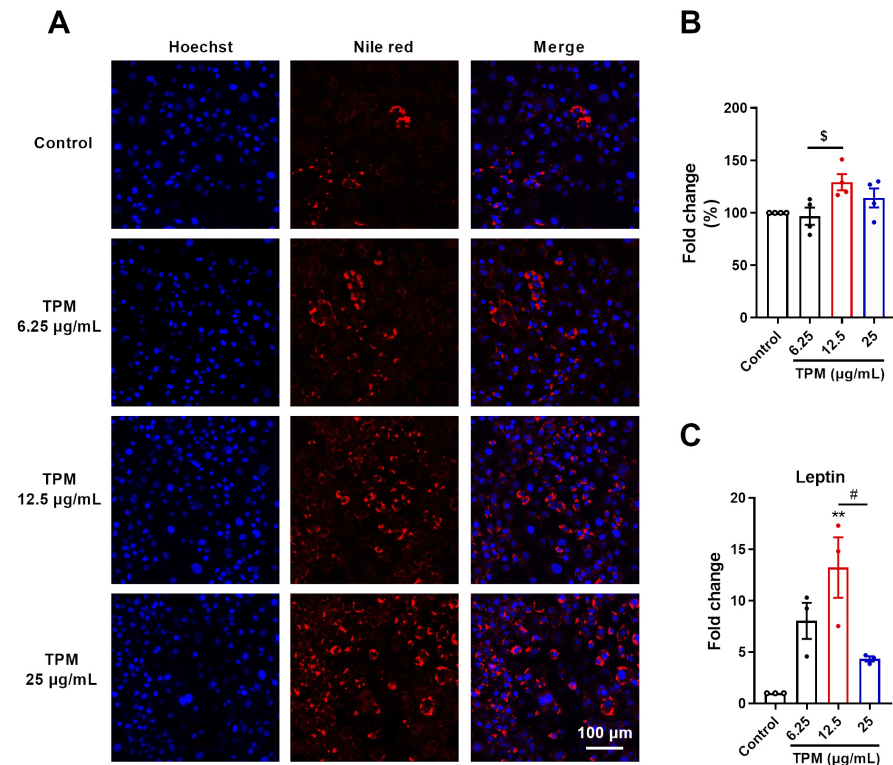 A
Hoechst
Nile red
Merge
Control
TPM
6.25 µg/mL
TPM
12.5 µg/mL
TPM
25 µg/mL
100 µm
B
Fold change
(%)
200
150
100
50
0
$
Control
6.25
12.5
25
TPM (µg/mL)
C
Leptin
Fold change
20
15
10
5
0
**
#
Control
6.25
12.5
25
TPM (µg/mL)